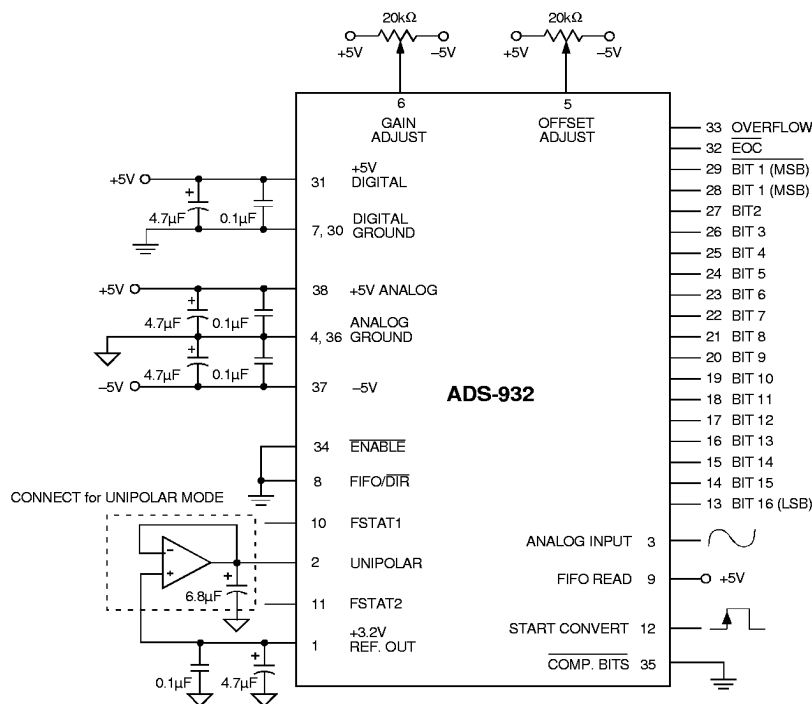 20kΩ
+5V
–5V
20kΩ
+5V
–5V
6
GAIN
ADJUST
5
OFFSET
ADJUST
+5V
+
4.7µF
0.1µF
31
+5V
DIGITAL
7, 30
DIGITAL
GROUND
+5V
+
4.7µF
0.1µF
38
+5V ANALOG
4, 36
ANALOG
GROUND
+
4.7µF
0.1µF
–5V
37
–5V
ADS-932
34
ENABLE
8
FIFO/DIR
CONNECT for UNIPOLAR MODE
10
FSTAT1
–
+
2
UNIPOLAR
+
6.8µF
11
FSTAT2
1
+3.2V
REF. OUT
0.1µF
+
4.7µF
33 OVERFLOW
32 EOC
29 BIT 1 (MSB)
28 BIT 1 (MSB)
27 BIT2
26 BIT 3
25 BIT 4
24 BIT 5
23 BIT 6
22 BIT 7
21 BIT 8
20 BIT 9
19 BIT 10
18 BIT 11
17 BIT 12
16 BIT 13
15 BIT 14
14 BIT 15
13 BIT 16 (LSB)
ANALOG INPUT 3
FIFO READ 9
+5V
START CONVERT 12
COMP. BITS 35